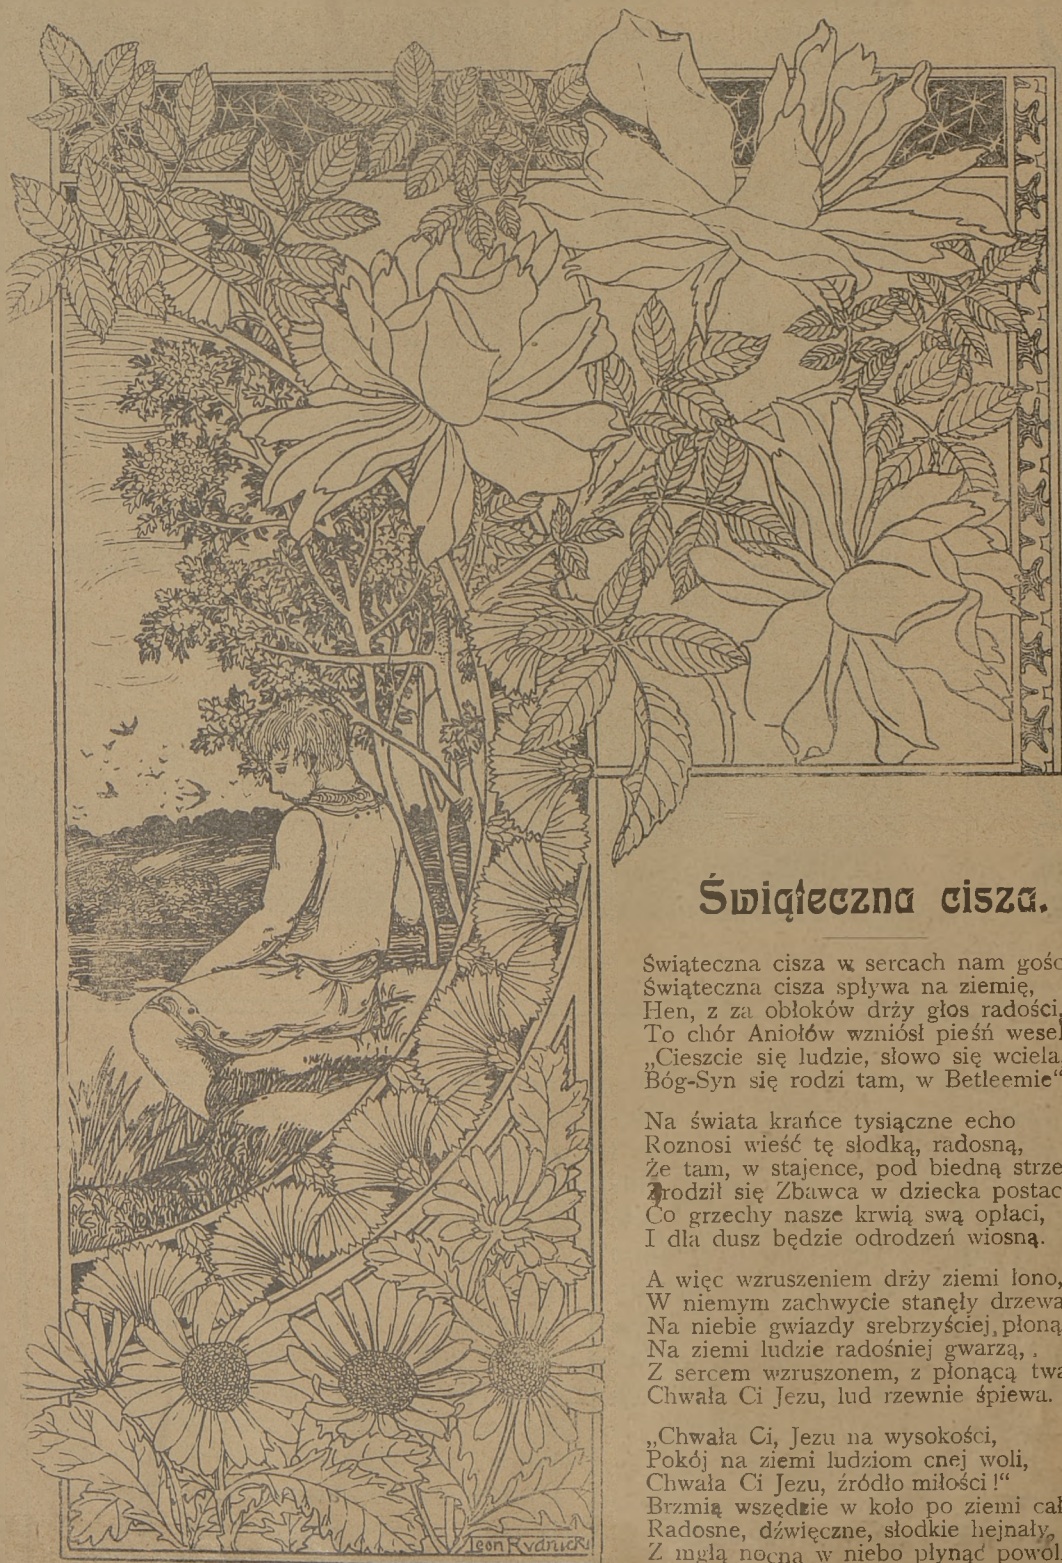 Świąteczna cisza.
Świąteczna cisza w sercach nam gośc
Świąteczna cisza spływa na ziemię,
Hen, z za obłoków drży głos radości,
To chór Aniołów wzniósł pieśń wesel
„Cieszcie się ludzie, słowo się wciela
Bóg-Syn się rodzi tam, w Betleemie“
Na świata krańce tysiączne echo
Roznosi wieść tę słodką, radosną,
Że tam, w stajence, pod biedną strze
Zrodził się Zbawca w dziecka postac
Co grzechy nasze krwią swą opłaci,
I dla dusz będzie odrodzeń wiosną.
A więc wzruszeniem drży ziemi łono,
W niemym zachwycie stanęły drzewa
Na niebie gwiazdy srebrzyściej płoną
Na ziemi ludzie radośniej gwarzą,
Z sercem wzruszonem, z płonącą twa
Chwała Ci Jezu, lud rzewnie śpiewa.
„Chwała Ci, Jezu na wysokości,
Pokój na ziemi ludziom cnej woli,
Chwała Ci Jezu, źródło miłości!“
Brzmią wszędzie w koło po ziemi cał
Radosne, dźwięczne, słodkie hejnały,
Z mgłą nocną w niebo płynąć powol
Leon Rudnicki